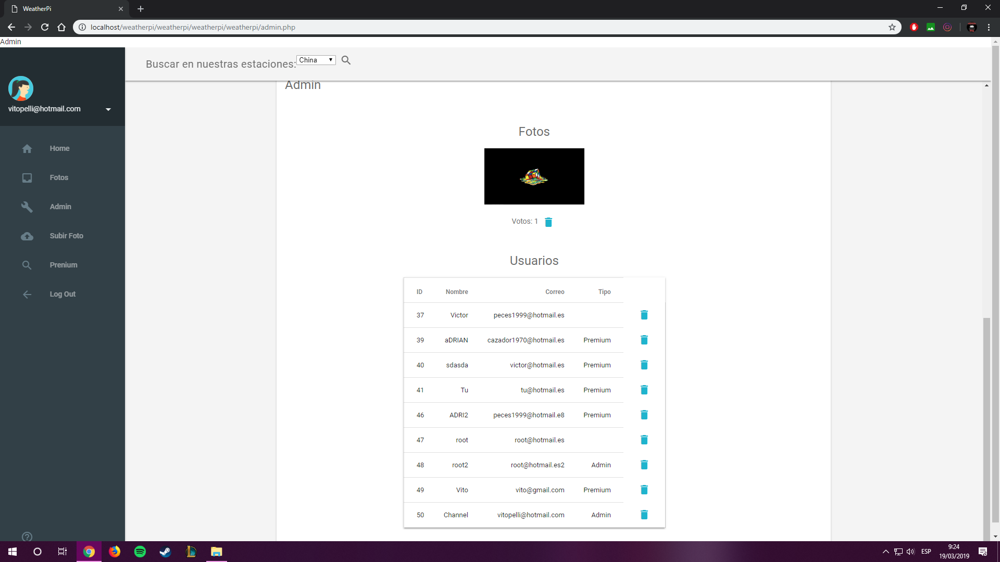 WeatherPi
localhost/weatherpi/weatherpi/weatherpi/weatherpi/admin.php
Admin
Buscar en nuestras estaciones: China
vitopelli@hotmail.com
Home
Fotos
Admin
Subir Foto
Prenium
Log Out
Admin
Fotos
Votos: 1
Usuarios
ID Nombre Correo Tipo
37 Victor peces1999@hotmail.es
39 aDRIAN cazador1970@hotmail.es Premium
40 sdasda victor@hotmail.es Premium
41 Tu tu@hotmail.es Premium
46 ADRI2 peces1999@hotmail.e8 Premium
47 root root@hotmail.es
48 root2 root@hotmail.es2 Admin
49 Vito vito@gmail.com Premium
50 Channel vitopelli@hotmail.com Admin
ESP
9:24
19/03/2019